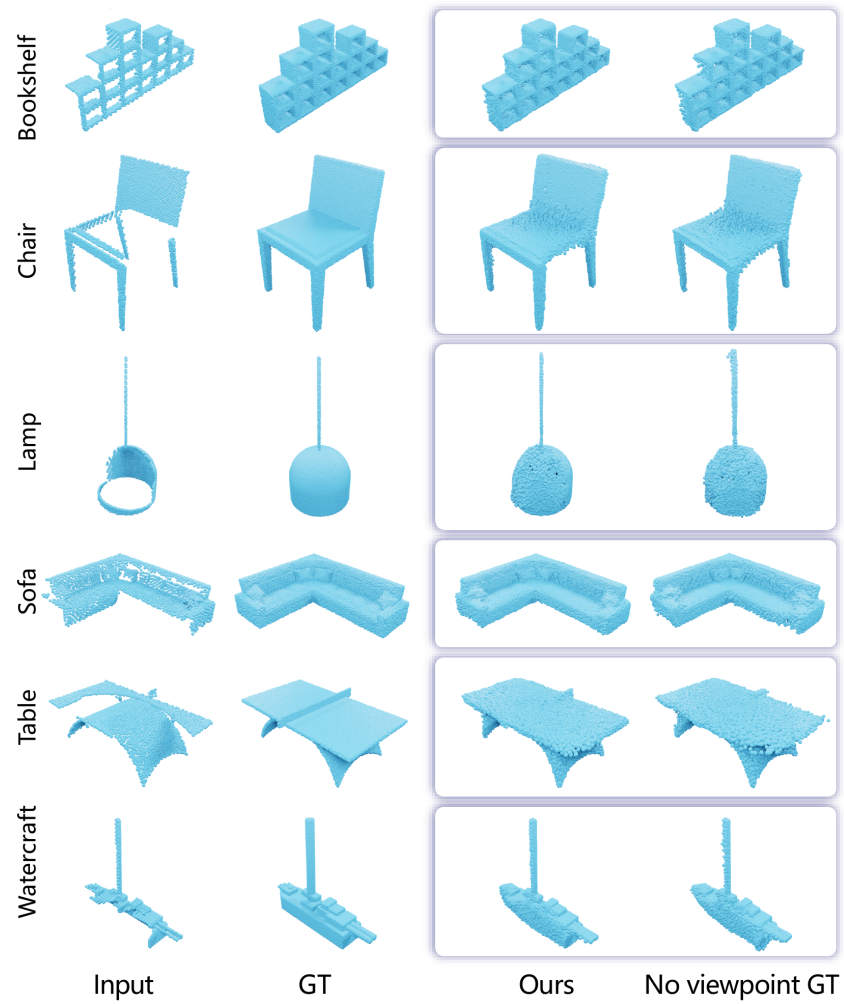 Bookshelf
Chair
Lamp
Sofa
Table
Watercraft
Input
GT
Ours
No viewpoint GT